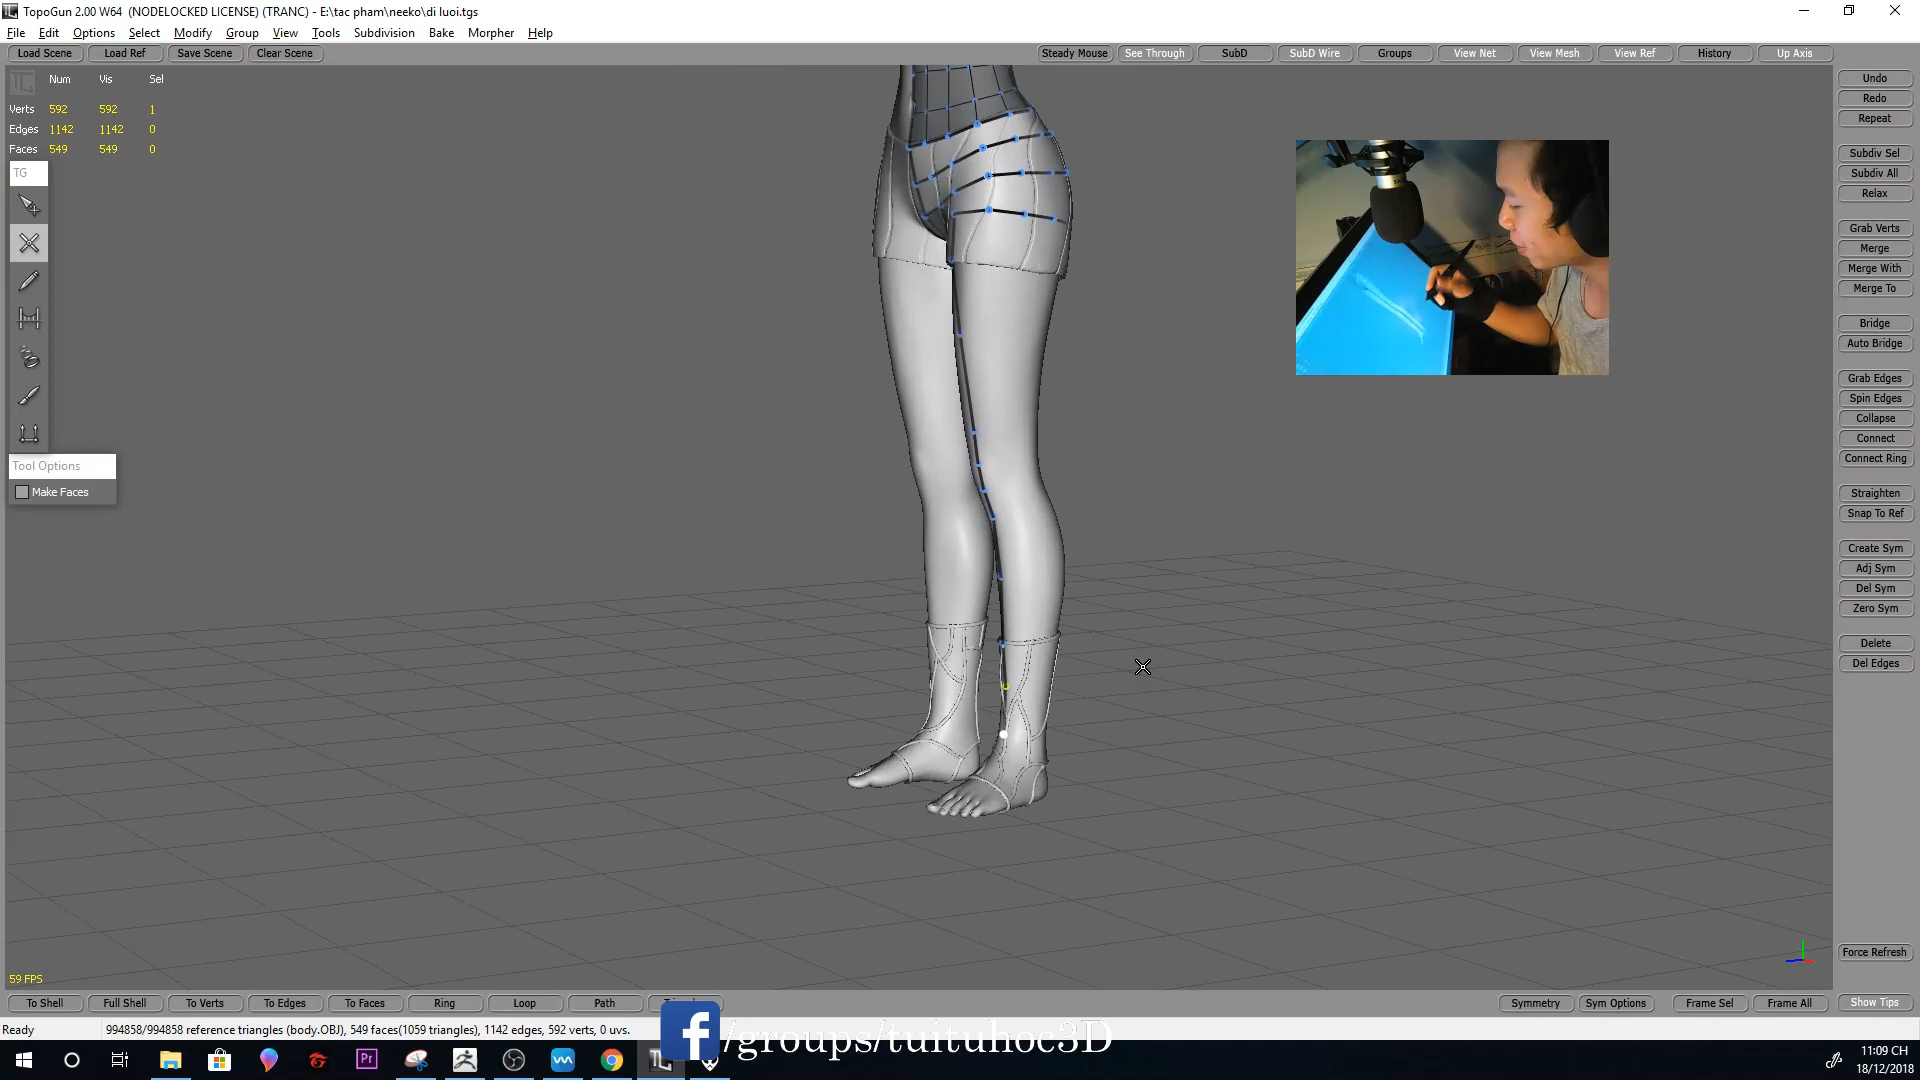 TopoGun 2.00 W64 (NODELOCKED LICENSE) (TRANC) - E:\tac pham\neeko\di luoi.tgs
File Edit Options Select Modify Group View Tools Subdivision Bake Morpher Help
Load Scene Load Ref Save Scene Clear Scene Steady Mouse See Through SubD SubD Wire Groups View Net View Mesh View Ref History Up Axis
Num Vis Sel
Verts 592 592 1
Edges 1142 1142 0
Faces 549 549 0
TG
Tool Options
Make Faces
Undo
Redo
Repeat
Subdiv Sel
Subdiv All
Relax
Grab Verts
Merge
Merge With
Merge To
Bridge
Auto Bridge
Grab Edges
Spin Edges
Collapse
Connect
Connect Ring
Straighten
Snap To Ref
Create Sym
Adj Sym
Del Sym
Zero Sym
Delete
Del Edges
Force Refresh
59 FPS
To Shell Full Shell To Verts To Edges To Faces Ring Loop Path Symmetry Sym Options Frame Sel Frame All Show Tips
Ready 994858/994858 reference triangles (body.OBJ), 549 faces(1059 triangles), 1142 edges, 592 verts, 0 uvs.
/groups/tuituhoc3D
11:09 CH
18/12/2018